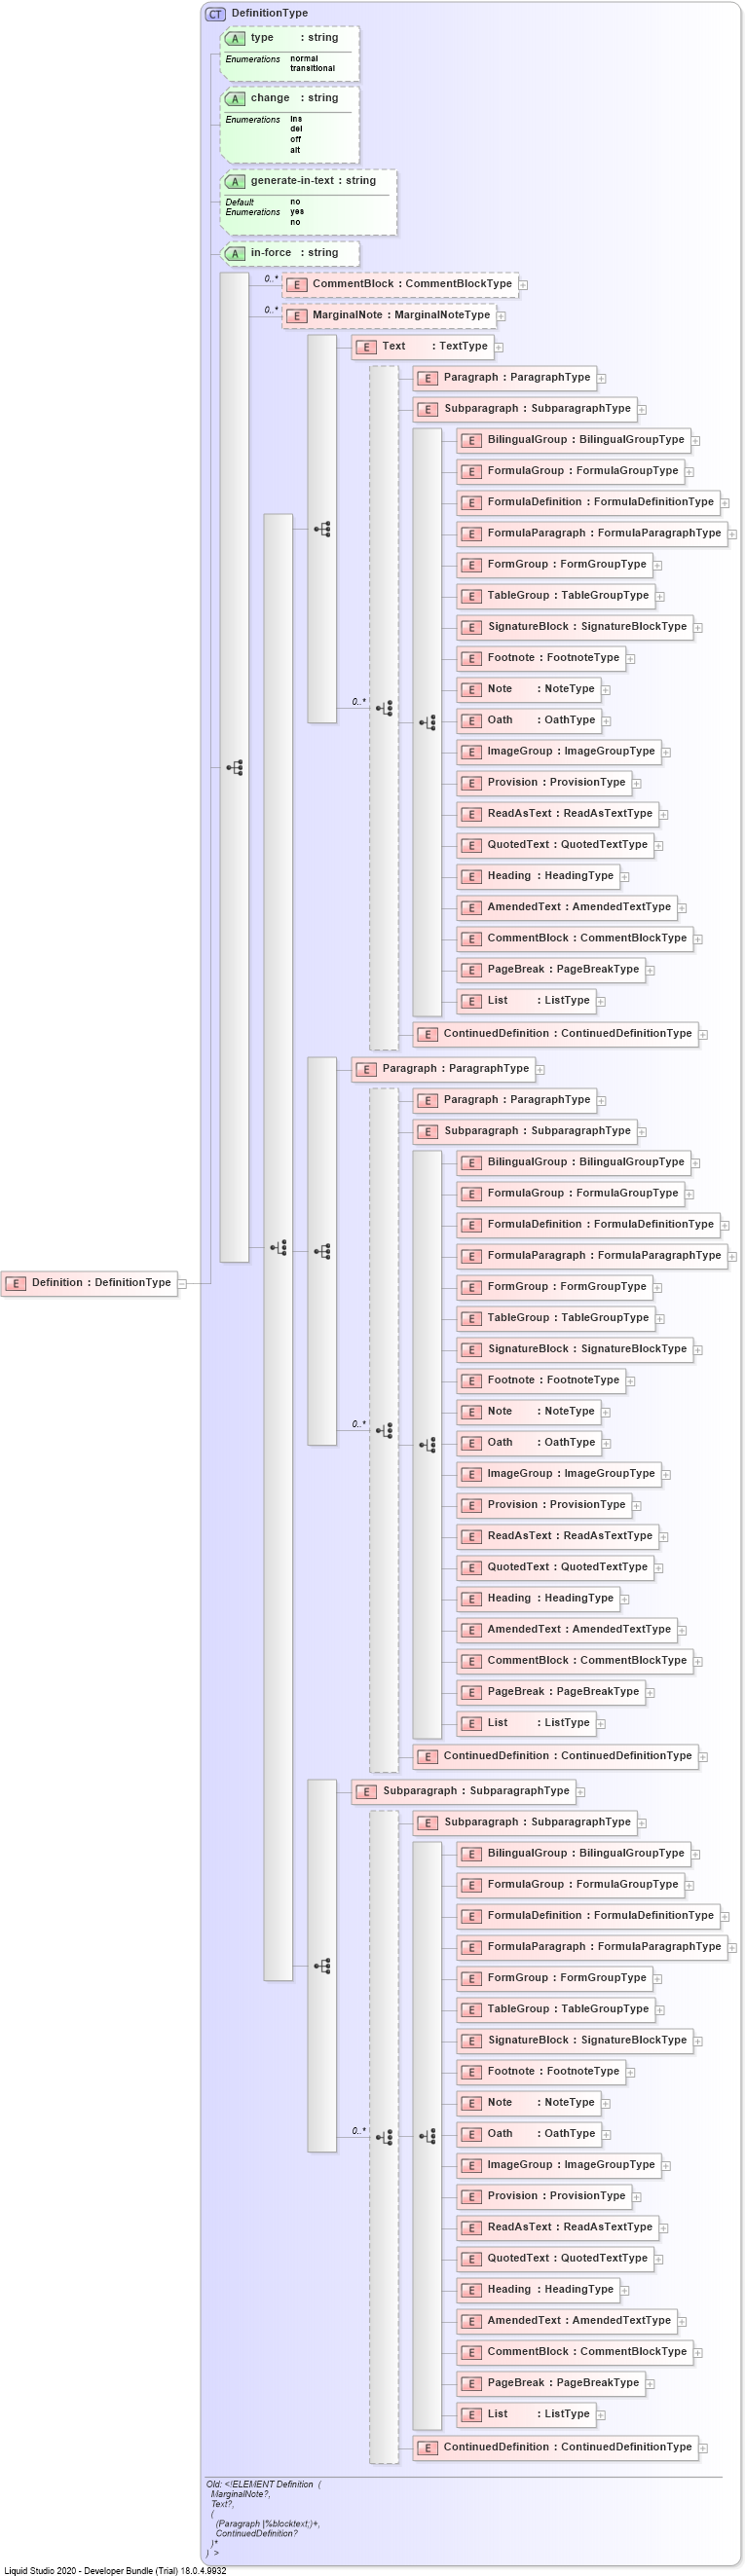 CT DefinitionType
A type : string
Enumerations normal
transitional
A change : string
Enumerations ins
del
off
alt
A generate-in-text : string
Default no
Enumerations yes
no
A in-force : string
0..* E CommentBlock : CommentBlockType
0..* E MarginalNote : MarginalNoteType
E Text : TextType
E Paragraph : ParagraphType
E Subparagraph : SubparagraphType
E BilingualGroup : BilingualGroupType
E FormulaGroup : FormulaGroupType
E FormulaDefinition : FormulaDefinitionType
E FormulaParagraph : FormulaParagraphType
E FormGroup : FormGroupType
E TableGroup : TableGroupType
E SignatureBlock : SignatureBlockType
E Footnote : FootnoteType
E Note : NoteType
0..*
E Oath : OathType
E ImageGroup : ImageGroupType
E Provision : ProvisionType
E ReadAsText : ReadAsTextType
E QuotedText : QuotedTextType
E Heading : HeadingType
E AmendedText : AmendedTextType
E CommentBlock : CommentBlockType
E PageBreak : PageBreakType
E List : ListType
E ContinuedDefinition : ContinuedDefinitionType
E Paragraph : ParagraphType
E Paragraph : ParagraphType
E Subparagraph : SubparagraphType
E BilingualGroup : BilingualGroupType
E FormulaGroup : FormulaGroupType
E FormulaDefinition : FormulaDefinitionType
E FormulaParagraph : FormulaParagraphType
E Definition : DefinitionType
E FormGroup : FormGroupType
E TableGroup : TableGroupType
E SignatureBlock : SignatureBlockType
E Footnote : FootnoteType
E Note : NoteType
0..*
E Oath : OathType
E ImageGroup : ImageGroupType
E Provision : ProvisionType
E ReadAsText : ReadAsTextType
E QuotedText : QuotedTextType
E Heading : HeadingType
E AmendedText : AmendedTextType
E CommentBlock : CommentBlockType
E PageBreak : PageBreakType
E List : ListType
E ContinuedDefinition : ContinuedDefinitionType
E Subparagraph : SubparagraphType
E Subparagraph : SubparagraphType
E BilingualGroup : BilingualGroupType
E FormulaGroup : FormulaGroupType
E FormulaDefinition : FormulaDefinitionType
E FormulaParagraph : FormulaParagraphType
E FormGroup : FormGroupType
E TableGroup : TableGroupType
E SignatureBlock : SignatureBlockType
E Footnote : FootnoteType
E Note : NoteType
0..*
E Oath : OathType
E ImageGroup : ImageGroupType
E Provision : ProvisionType
E ReadAsText : ReadAsTextType
E QuotedText : QuotedTextType
E Heading : HeadingType
E AmendedText : AmendedTextType
E CommentBlock : CommentBlockType
E PageBreak : PageBreakType
E List : ListType
E ContinuedDefinition : ContinuedDefinitionType
Old: <!ELEMENT Definition (
MarginalNote?,
Text?,
(
(Paragraph |%blocktext;)+,
ContinuedDefinition?
)*
) >
Liquid Studio 2020 - Developer Bundle (Trial) 18.0.4.9932